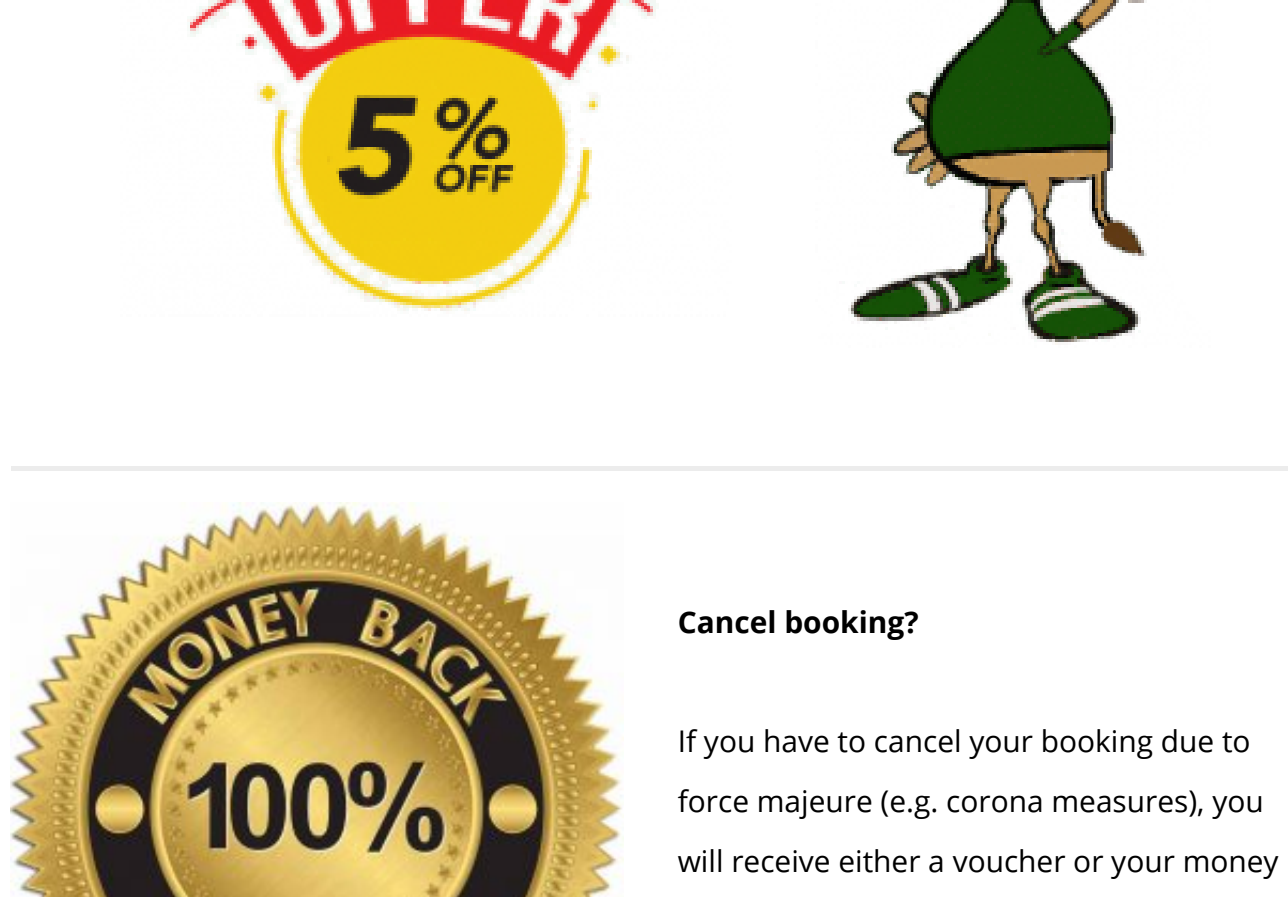 OFFER
5 %
OFF
MONEY BACK
100%
Cancel booking?
If you have to cancel your booking due to
force majeure (e.g. corona measures), you
will receive either a voucher or your money